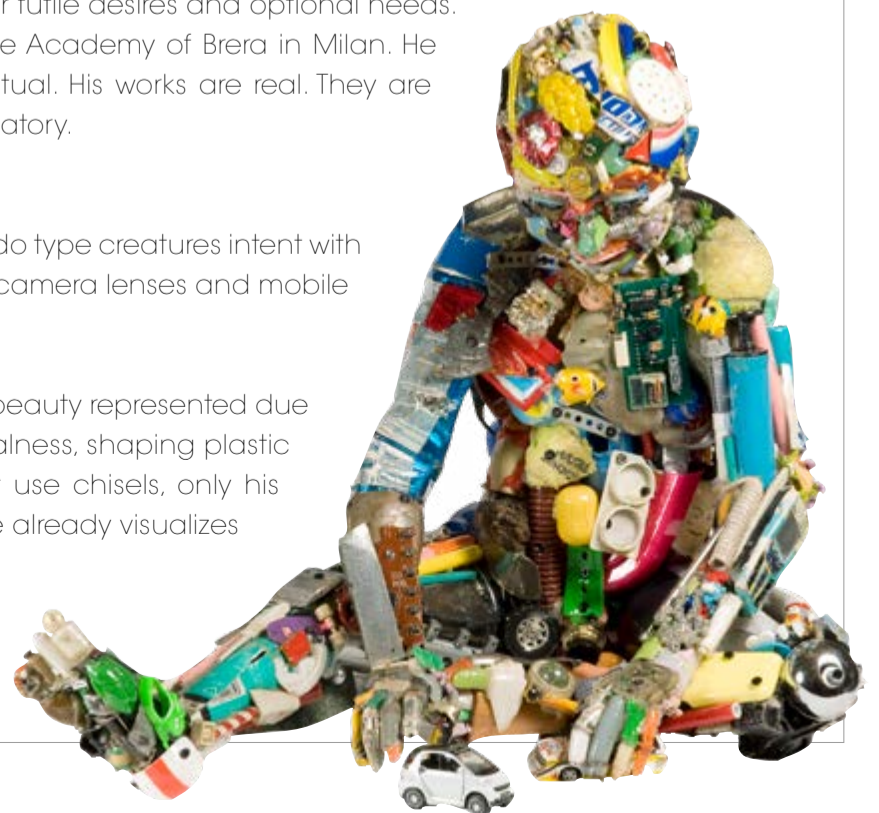 r futile desires and optional needs.
e Academy of Brera in Milan. He
tual. His works are real. They are
atory.
do type creatures intent with
camera lenses and mobile
beauty represented due
alness, shaping plastic
use chisels, only his
e already visualizes